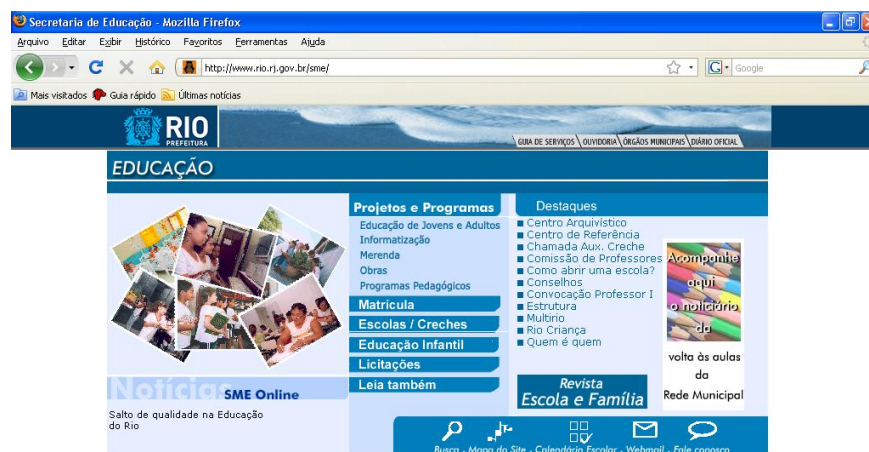 Secretaria de Educação - Mozilla Firefox
Arquivo Editar Exibir Histórico Favoritos Ferramentas Ajuda
http://www.rio.rj.gov.br/sme/
G Google
Mais visitados Guia rápido Últimas notícias
RIO
PREFEITURA
GUIA DE SERVIÇOS \ OUVIDORIA \ ÓRGÃOS MUNICIPAIS \ DIÁRIO OFICIAL
EDUCAÇÃO
Projetos e Programas
Educação de Jovens e Adultos
Informatização
Merenda
Obras
Programas Pedagógicos
Matrícula
Escolas / Creches
Educação Infantil
Licitações
Leia também
Destaques
Centro Arquivístico
Centro de Referência
Chamada Aux. Creche
Comissão de Professores
Como abrir uma escola?
Conselhos
Convocação Professor I
Estrutura
Multirio
Rio Criança
Quem é quem
Acompanhe
aqui
o noticiário
da
volta às aulas
da
Rede Municipal
Revista
Escola e Família
Notícias SME Online
Salto de qualidade na Educação
do Rio
Busca - Mapa do Site - Calendário Escolar - Webmail - Fale conosco